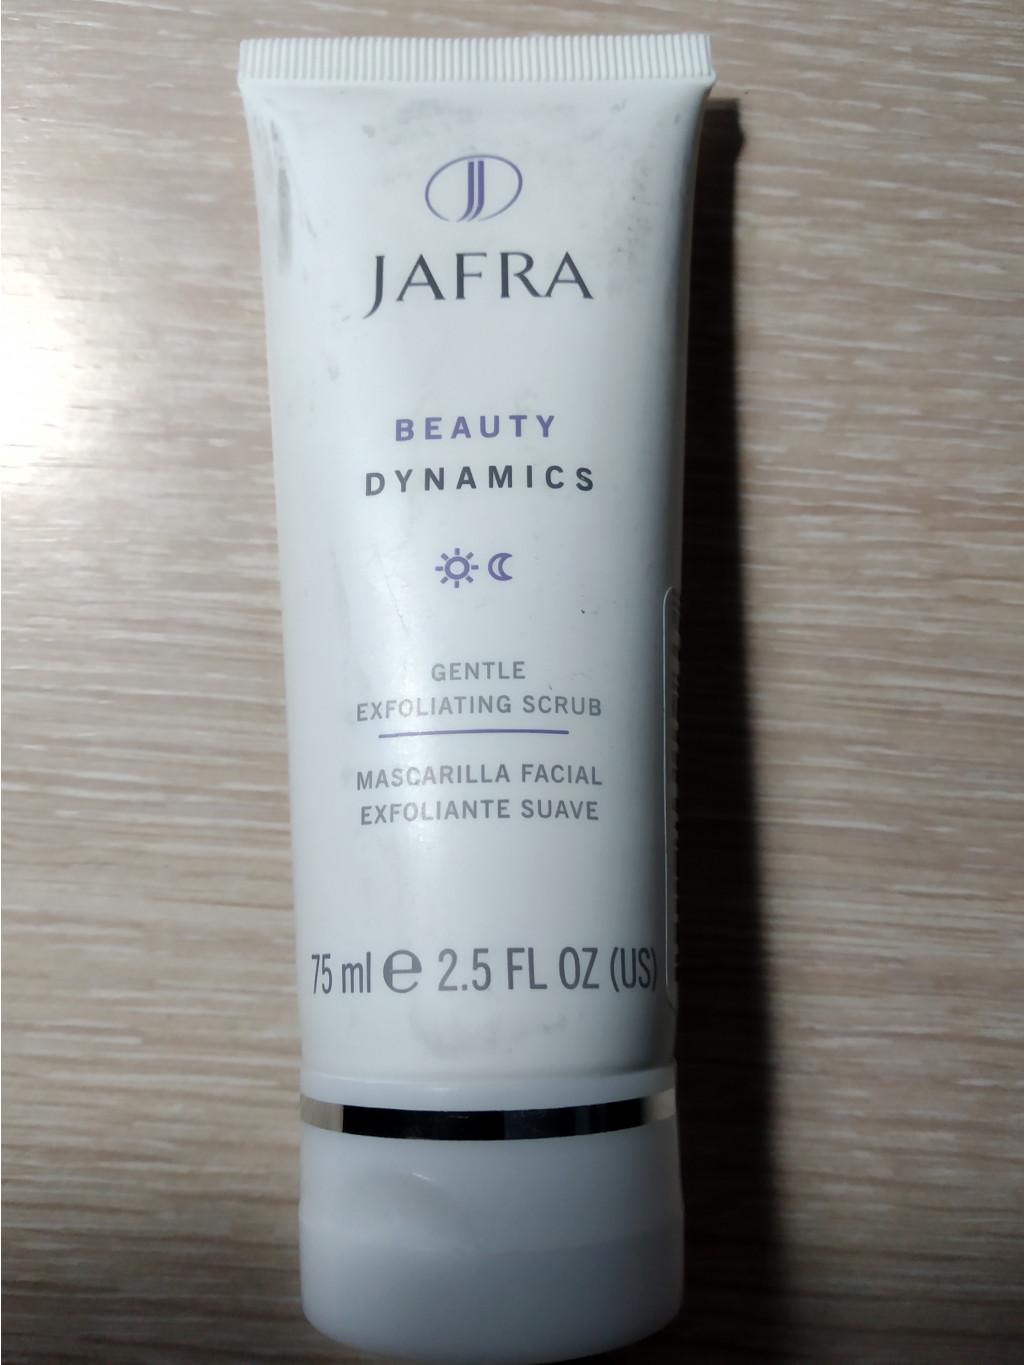 JAFRA
BEAUTY
DYNAMICS
GENTLE
EXFOLIATING SCRUB
MASCARILLA FACIAL
EXFOLIANTE SUAVE
75 ml e 2.5 FL OZ (US)